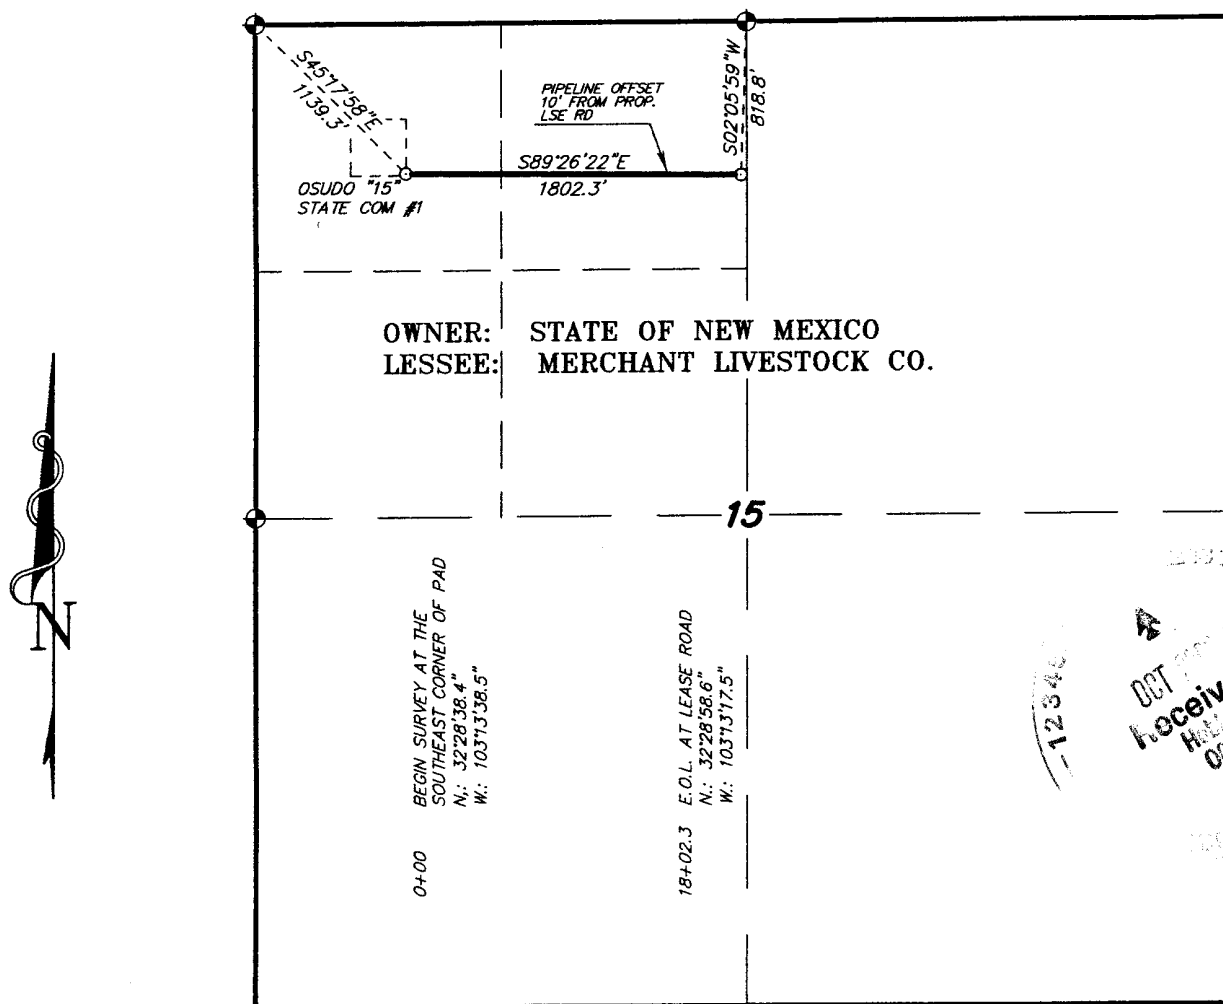 S45°17'58"E
1139.3'
PIPELINE OFFSET
10' FROM PROP.
LSE RD
S02°05'59"W
818.8'
S89°26'22"E
1802.3'
OSUDO "15"
STATE COM #1
OWNER: STATE OF NEW MEXICO
LESSEE: MERCHANT LIVESTOCK CO.
15
N
0+00 BEGIN SURVEY AT THE
SOUTHEAST CORNER OF PAD
N,: 32°28'38.4"
W.: 103°13'38.5"
18+02.3 E.O.L. AT LEASE ROAD
N.: 32°28'58.6"
W.: 103°13'17.5"
OCT
Receiv